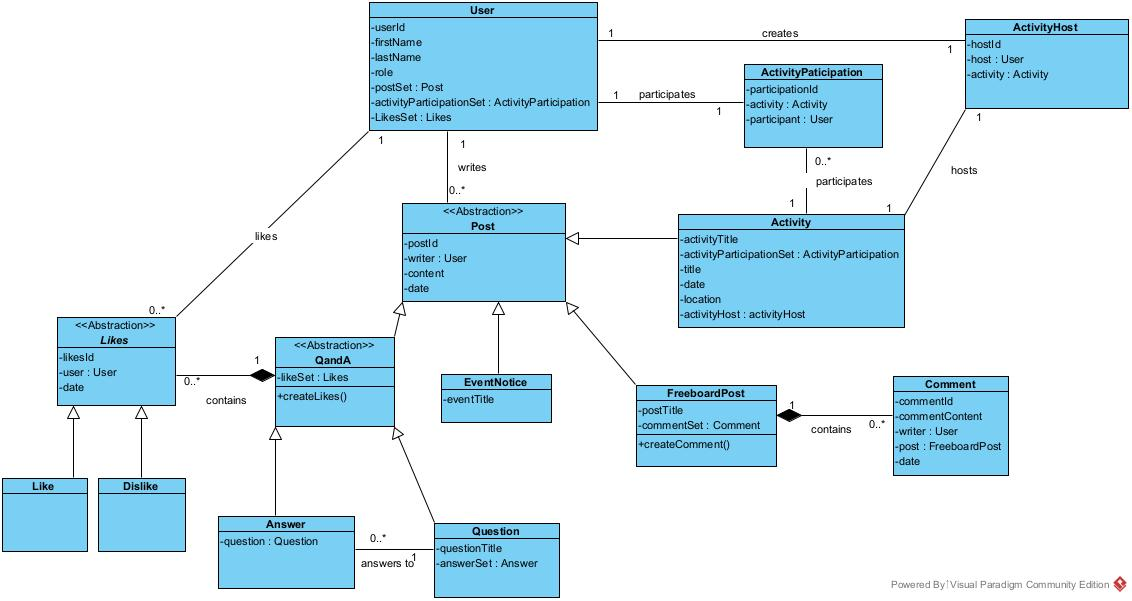 User
-userId
-firstName
-lastName
-role
-postSet : Post
-activityParticipationSet : ActivityParticipation
-LikesSet : Likes
1
creates
1
ActivityHost
-hostId
-host : User
-activity : Activity
1
participates
1
ActivityPaticipation
-participationId
-activity : Activity
-participant : User
1
1
writes
0..*
0..*
participates
1
1
hosts
1
likes
0..*
<<Abstraction>>
Post
-postId
-writer : User
-content
-date
Activity
-activityTitle
-activityParticipationSet : ActivityParticipation
-title
-date
-location
-activityHost : activityHost
<<Abstraction>>
Likes
-likesId
-user : User
-date
1
0..*
contains
<<Abstraction>>
QandA
-likeSet : Likes
+createLikes()
EventNotice
-eventTitle
FreeboardPost
-postTitle
-commentSet : Comment
+createComment()
1
contains
0..*
Comment
-commentId
-commentContent
-writer : User
-post : FreeboardPost
-date
Like
Dislike
Answer
-question : Question
0..*
answers to
1
Question
-questionTitle
-answerSet : Answer
Powered By Visual Paradigm Community Edition